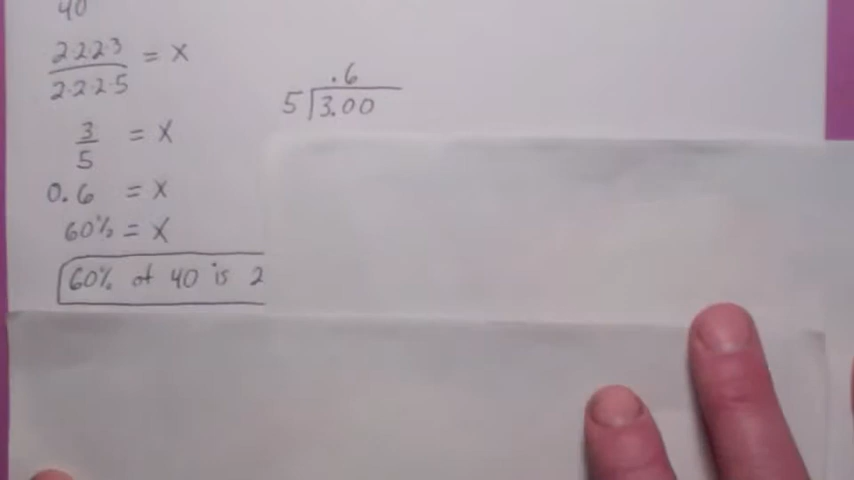 40
2·2·2·3
2·2·2·5 = X
3
5 = X
0.6 = X
60% = X
60% of 40 is 2
.6
5 3.00